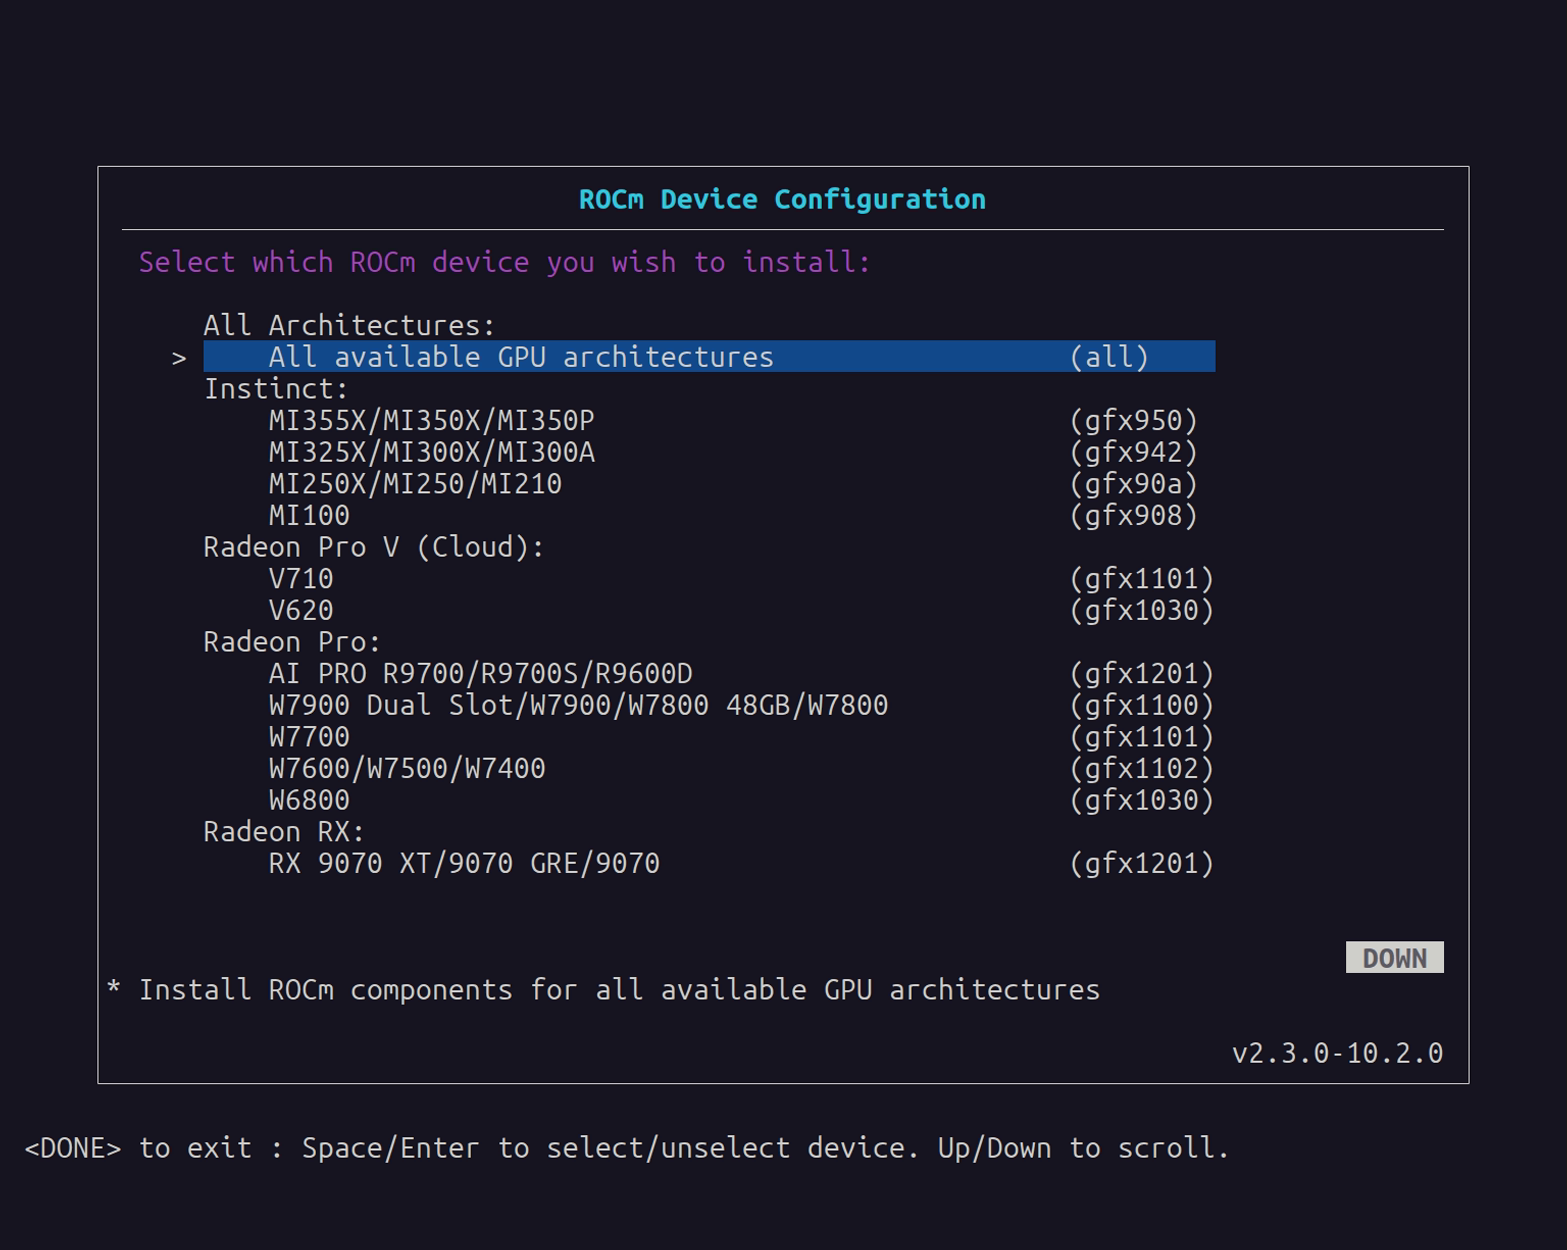 ROCm Device Configuration
Select which ROCm device you wish to install:
All Architectures:
> All available GPU architectures (all)
Instinct:
MI355X/MI350X/MI350P (gfx950)
MI325X/MI300X/MI300A (gfx942)
MI250X/MI250/MI210 (gfx90a)
MI100 (gfx908)
Radeon Pro V (Cloud):
V710 (gfx1101)
V620 (gfx1030)
Radeon Pro:
AI PRO R9700/R9700S/R9600D (gfx1201)
W7900 Dual Slot/W7900/W7800 48GB/W7800 (gfx1100)
W7700 (gfx1101)
W7600/W7500/W7400 (gfx1102)
W6800 (gfx1030)
Radeon RX:
RX 9070 XT/9070 GRE/9070 (gfx1201)
DOWN
* Install ROCm components for all available GPU architectures
v2.3.0-10.2.0
<DONE> to exit : Space/Enter to select/unselect device. Up/Down to scroll.